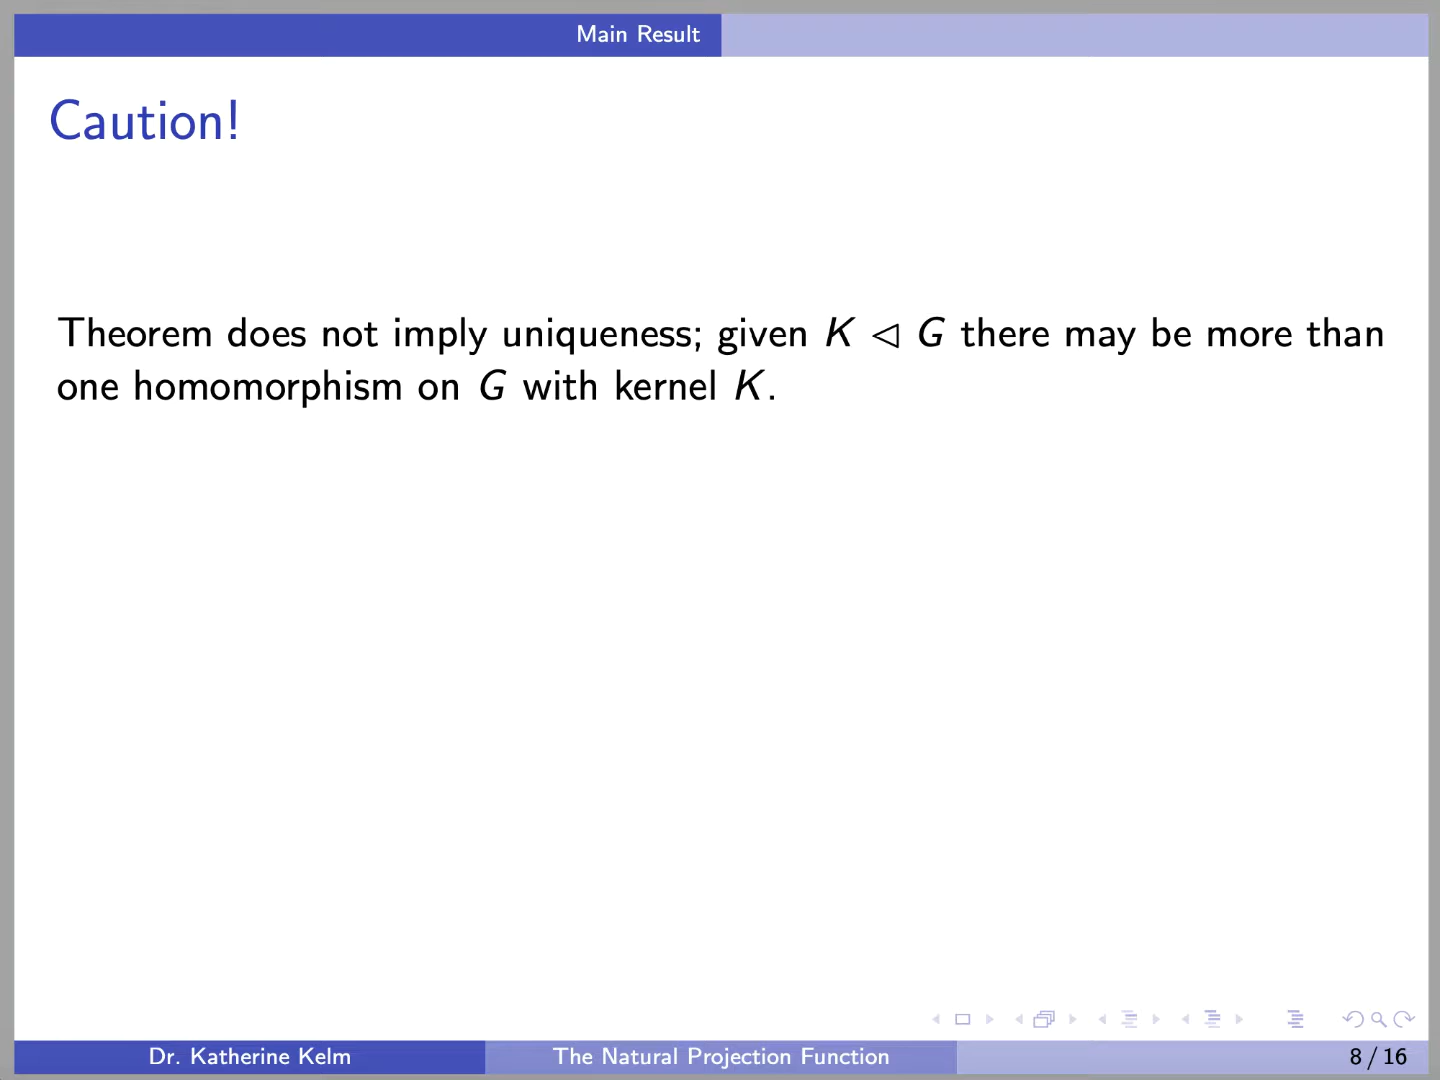 Main Result
Caution!
Theorem does not imply uniqueness; given K ◁ G there may be more than
one homomorphism on G with kernel K.
Dr. Katherine Kelm
The Natural Projection Function
8 / 16